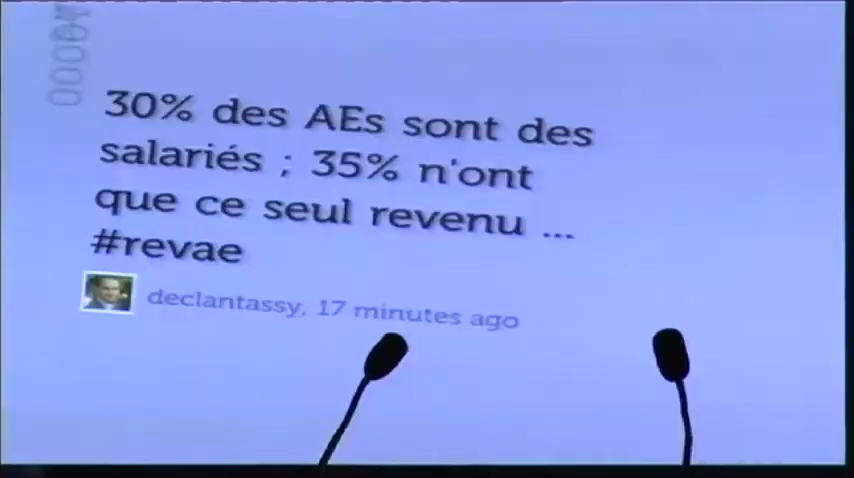 30% des AEs sont des
salariés ; 35% n'ont
que ce seul revenu ...
#revae
declantassy, 17 minutes ago